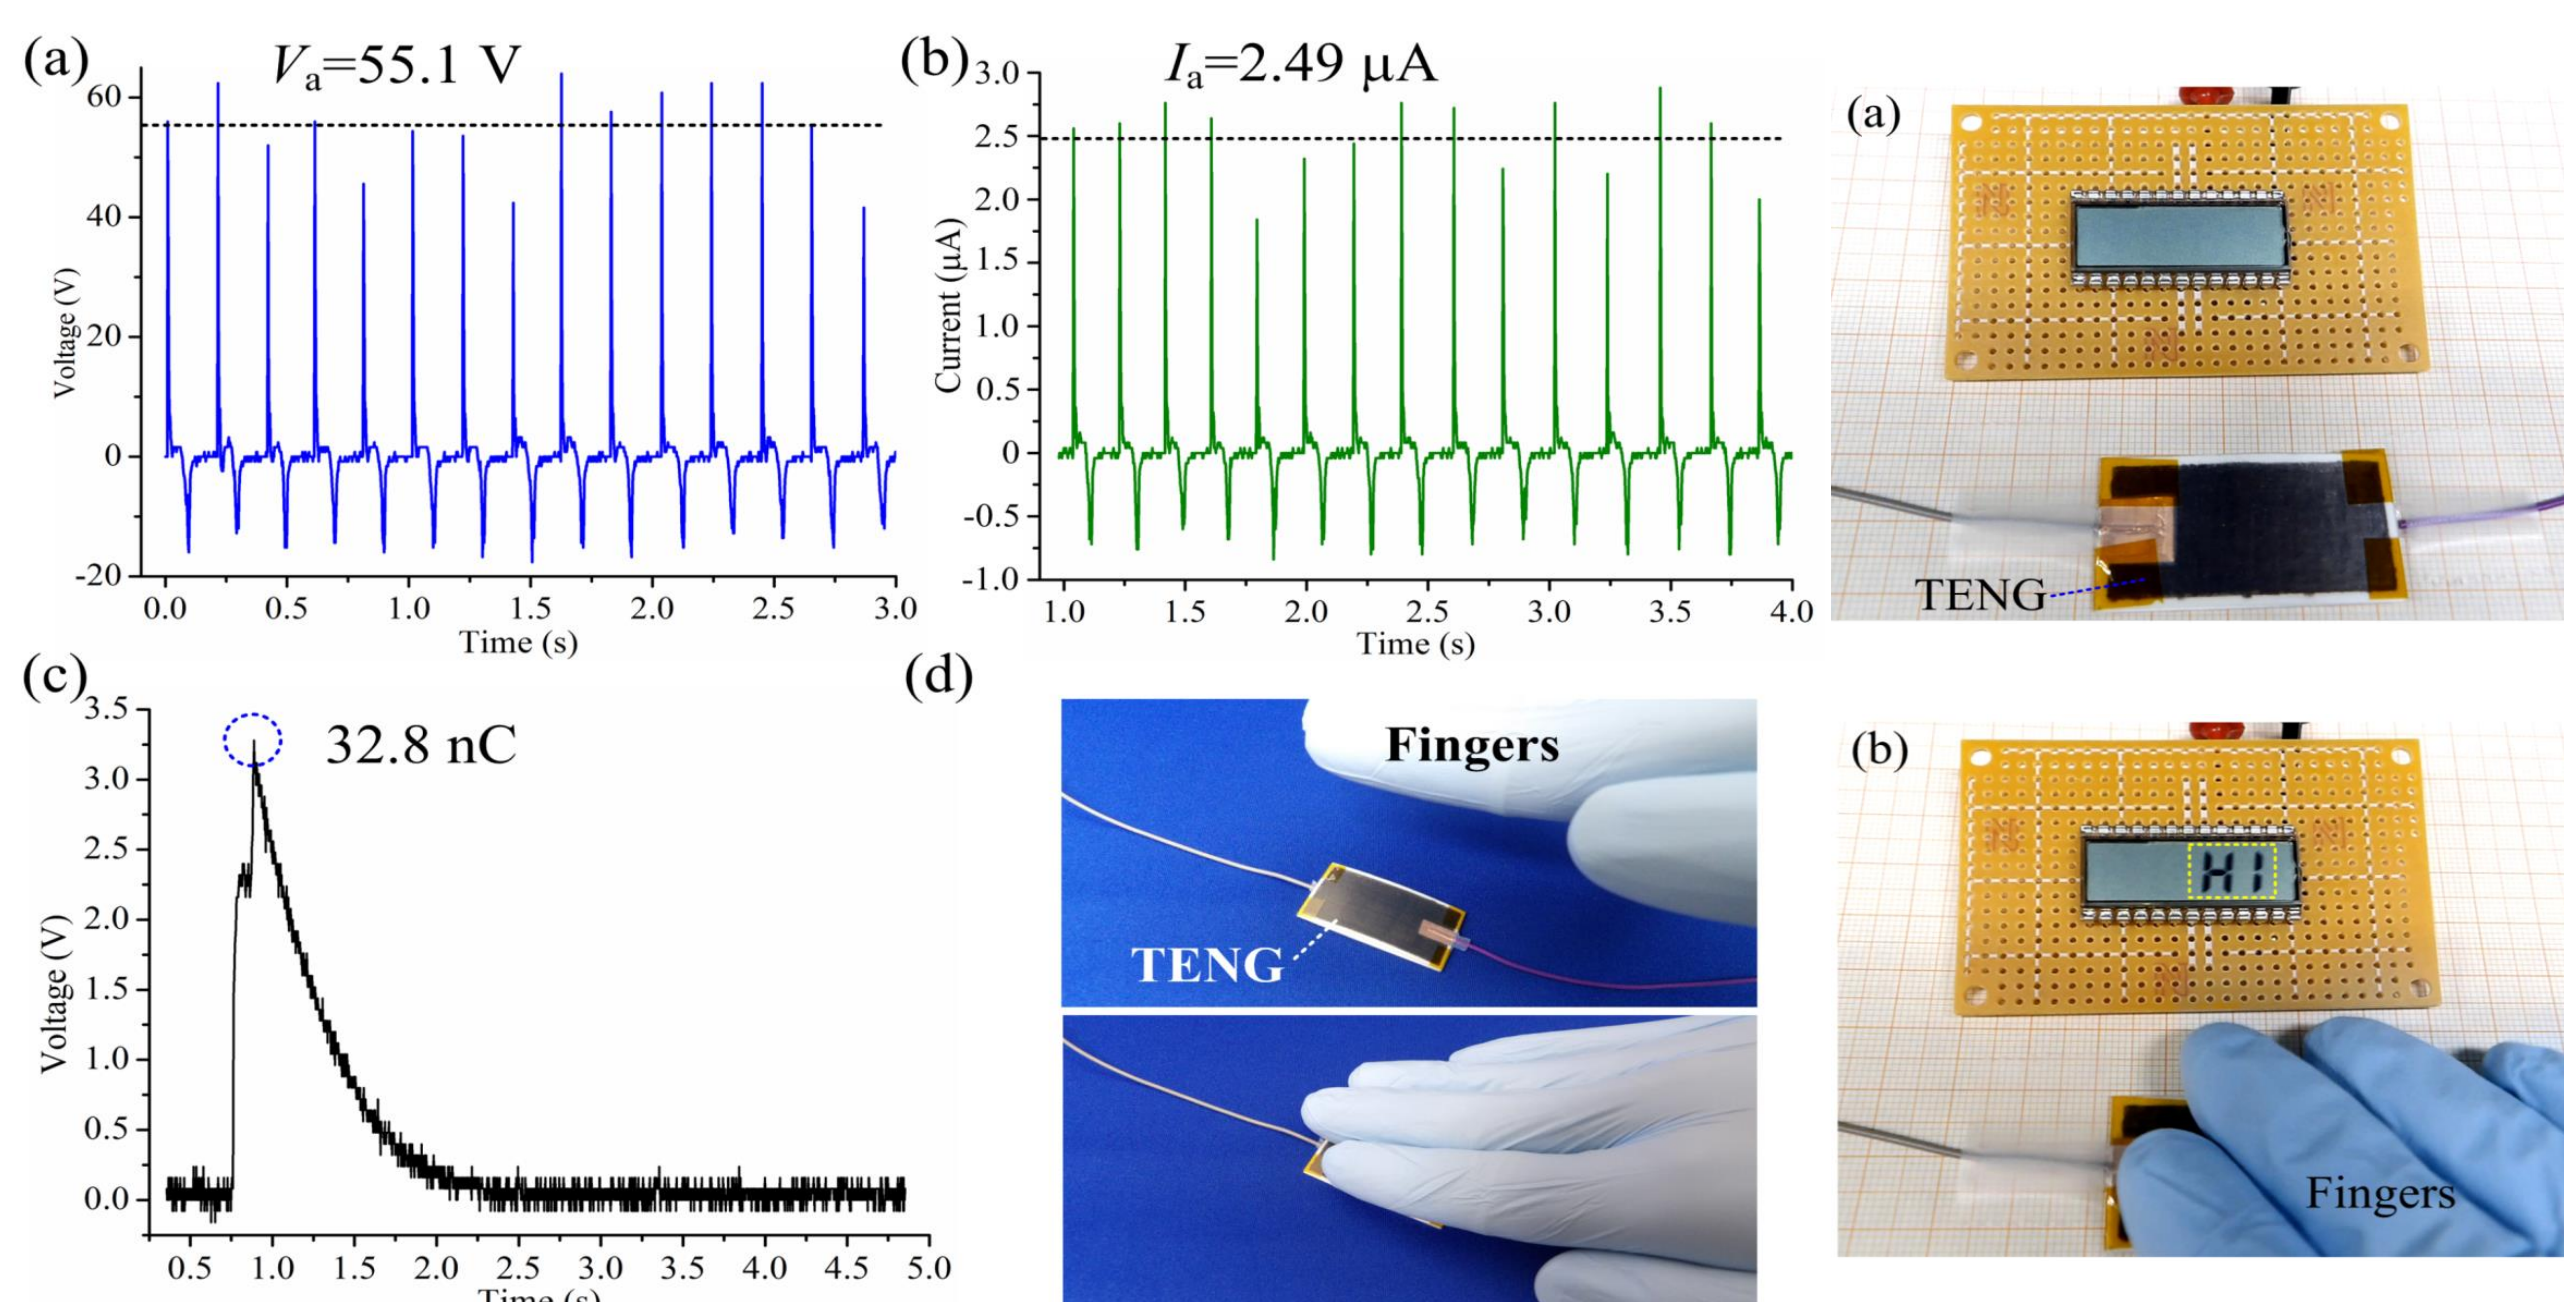 (a)
Va=55.1 V
60
40
20
0
-20
Voltage (V)
0.0 0.5 1.0 1.5 2.0 2.5 3.0
Time (s)
(b)
Ia=2.49 μA
3.0
2.5
2.0
1.5
1.0
0.5
0
-0.5
-1.0
Current (μA)
1.0 1.5 2.0 2.5 3.0 3.5 4.0
Time (s)
(a)
TENG
(c)
32.8 nC
3.5
3.0
2.5
2.0
1.5
1.0
0.5
0.0
Voltage (V)
0.5 1.0 1.5 2.0 2.5 3.0 3.5 4.0 4.5 5.0
Time (s)
(d)
Fingers
TENG
(b)
HI
Fingers